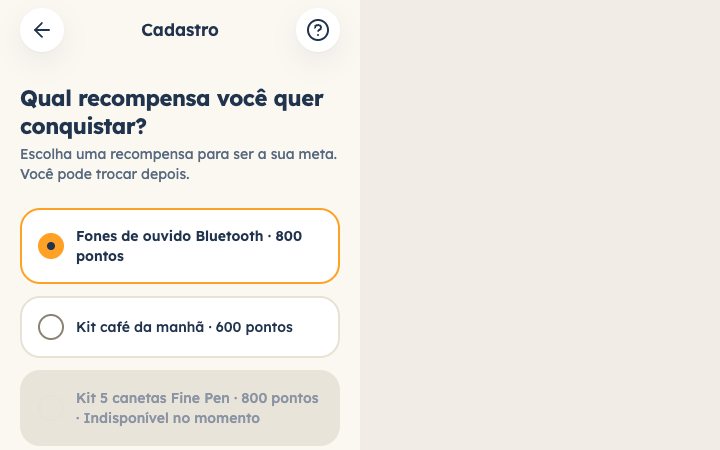 Cadastro
Qual recompensa você quer
conquistar?
Escolha uma recompensa para ser a sua meta.
Você pode trocar depois.
Fones de ouvido Bluetooth · 800
pontos
Kit café da manhã · 600 pontos
Kit 5 canetas Fine Pen · 800 pontos
· Indisponível no momento